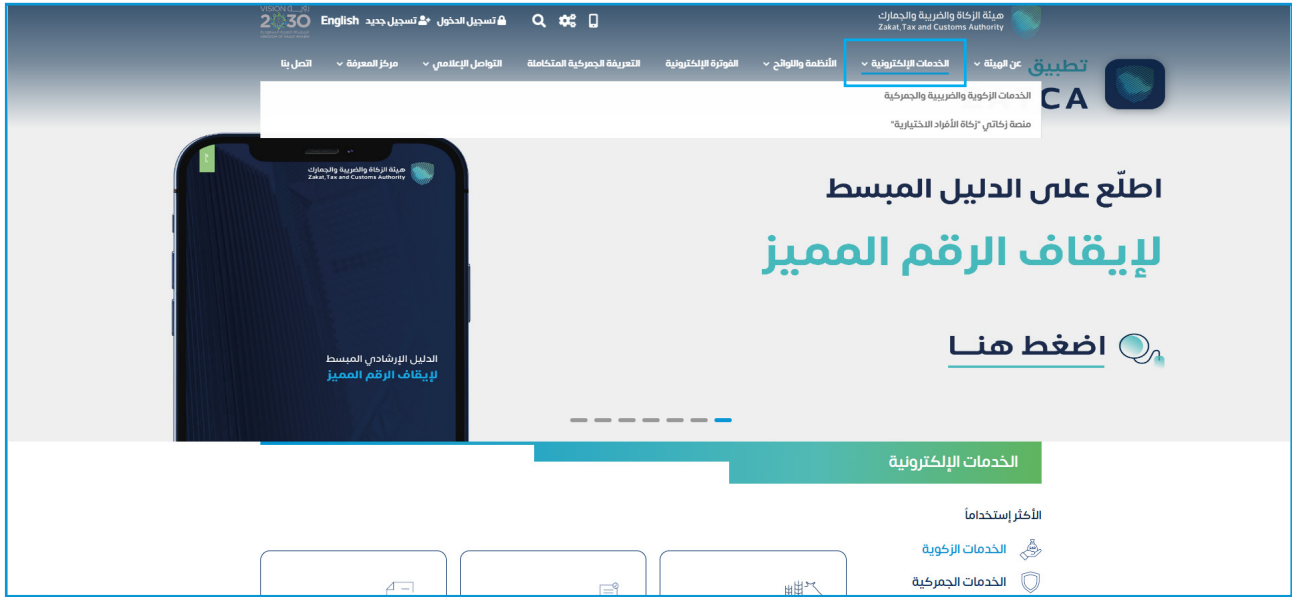 هيئة الزكاة والضريبة والجمارك
Zakat, Tax and Customs Authority
تسجيل الدخول تسجيل جديد English
VISION رؤية
2030
عن الهيئة الخدمات الإلكترونية الأنظمة واللوائح الفوترة الإلكترونية التعريفة الجمركية المتكاملة التواصل الإعلامي مركز المعرفة اتصل بنا
الخدمات الزكوية والضريبية والجمركية
منصة زكاتي "زكاة الأفراد الاختيارية"
تطبيق
CA
اطلّع على الدليل المبسط
لإيقاف الرقم المميز
اضغط هنــا
هيئة الزكاة والضريبة والجمارك
Zakat, Tax and Customs Authority
الدليل الإرشادي المبسط
لإيقاف الرقم المميز
الخدمات الإلكترونية
الأكثر إستخداماً
الخدمات الزكوية
الخدمات الجمركية